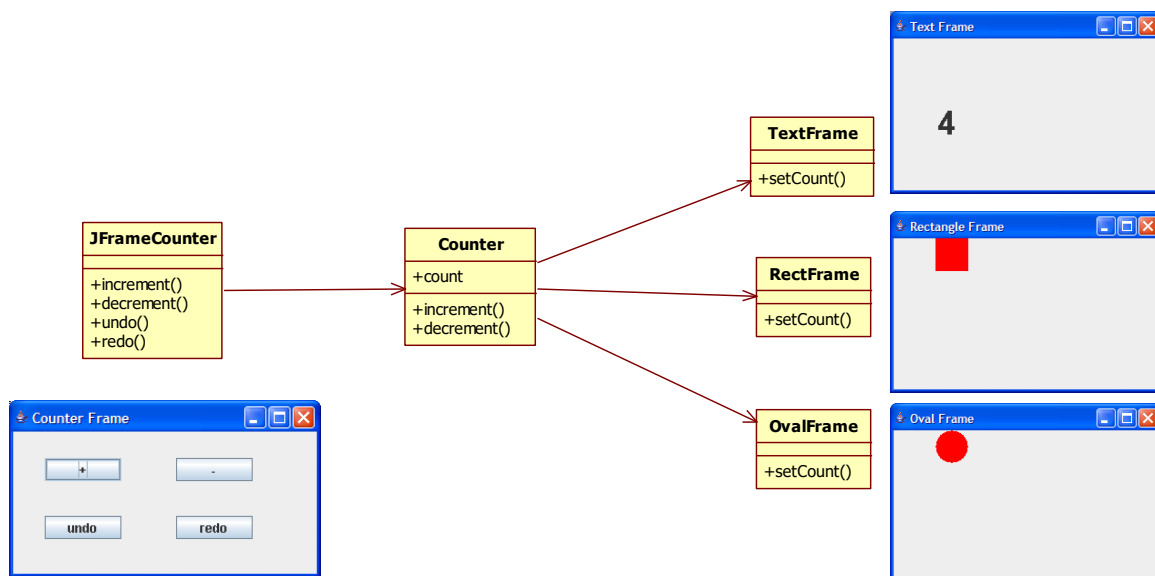 Text Frame
4
TextFrame
+setCount()
Rectangle Frame
JFrameCounter
+increment()
+decrement()
+undo()
+redo()
Counter
+count
+increment()
+decrement()
RectFrame
+setCount()
Counter Frame
+
-
undo
redo
OvalFrame
+setCount()
Oval Frame